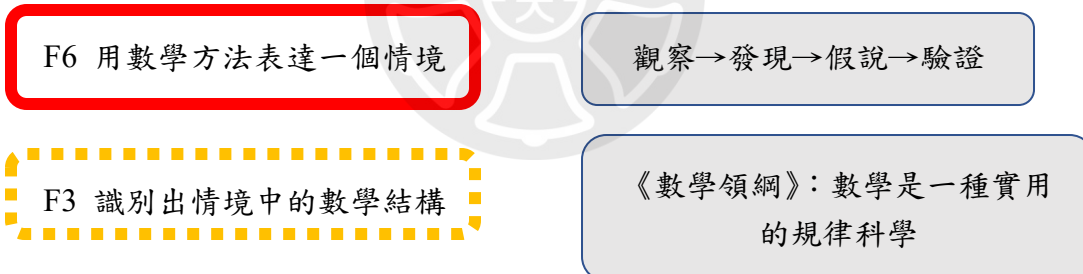 F6 用數學方法表達一個情境
觀察→發現→假說→驗證
F3 識別出情境中的數學結構
《數學領綱》：數學是一種實用
的規律科學